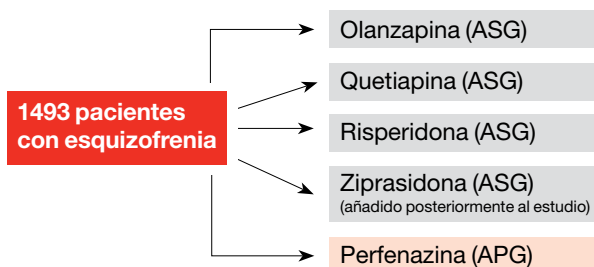 1493 pacientes
con esquizofrenia
Olanzapina (ASG)
Quetiapina (ASG)
Risperidona (ASG)
Ziprasidona (ASG)
(añadido posteriormente al estudio)
Perfenazina (APG)